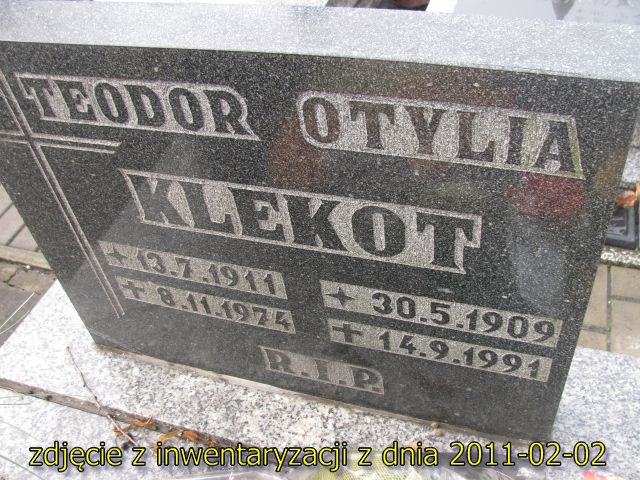 TEODOR OTYLIA
KLEKOT
13.7.1911
+ 8.11.1974
30.5.1909
+ 14.9.1991
R.I.P.
zdjęcie z inwentaryzacji z dnia 2011-02-02